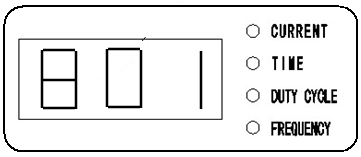 801
CURRENT
TIME
DUTY CYCLE
FREQUENCY